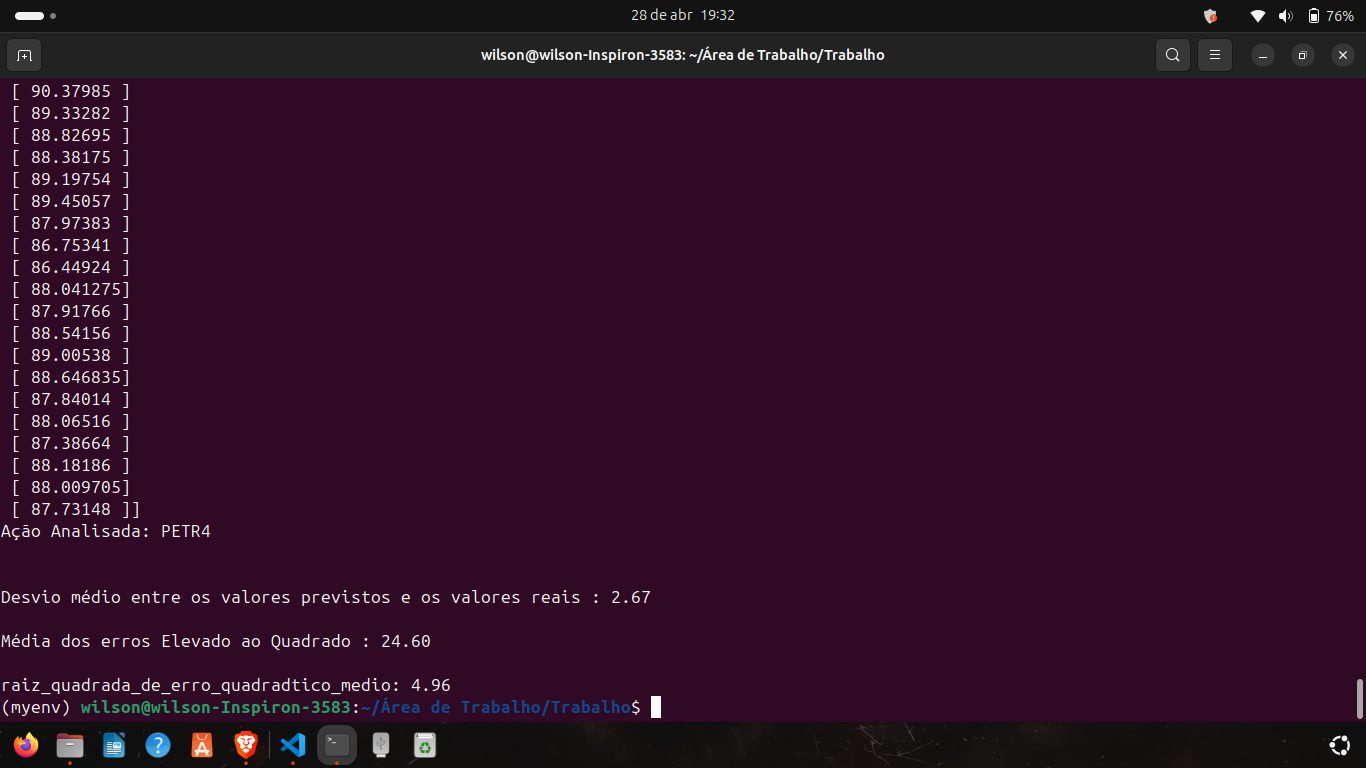 28 de abr 19:32
76%
wilson@wilson-Inspiron-3583: ~/Área de Trabalho/Trabalho
[ 90.37985 ]
[ 89.33282 ]
[ 88.82695 ]
[ 88.38175 ]
[ 89.19754 ]
[ 89.45057 ]
[ 87.97383 ]
[ 86.75341 ]
[ 86.44924 ]
[ 88.041275]
[ 87.91766 ]
[ 88.54156 ]
[ 89.00538 ]
[ 88.646835]
[ 87.84014 ]
[ 88.06516 ]
[ 87.38664 ]
[ 88.18186 ]
[ 88.009705]
[ 87.73148 ]]
Ação Analisada: PETR4
Desvio médio entre os valores previstos e os valores reais : 2.67
Média dos erros Elevado ao Quadrado : 24.60
raiz_quadrada_de_erro_quadradtico_medio: 4.96
(myenv) wilson@wilson-Inspiron-3583:~/Área de Trabalho/Trabalho$